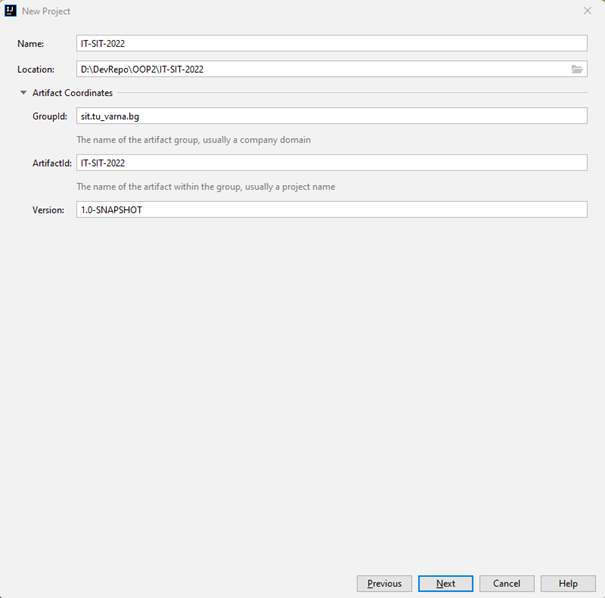 New Project
Name: IT-SIT-2022
Location: D:\DevRepo\OOP2\IT-SIT-2022
Artifact Coordinates
GroupId: sit.tu_varna.bg
The name of the artifact group, usually a company domain
ArtifactId: IT-SIT-2022
The name of the artifact within the group, usually a project name
Version: 1.0-SNAPSHOT
Previous Next Cancel Help